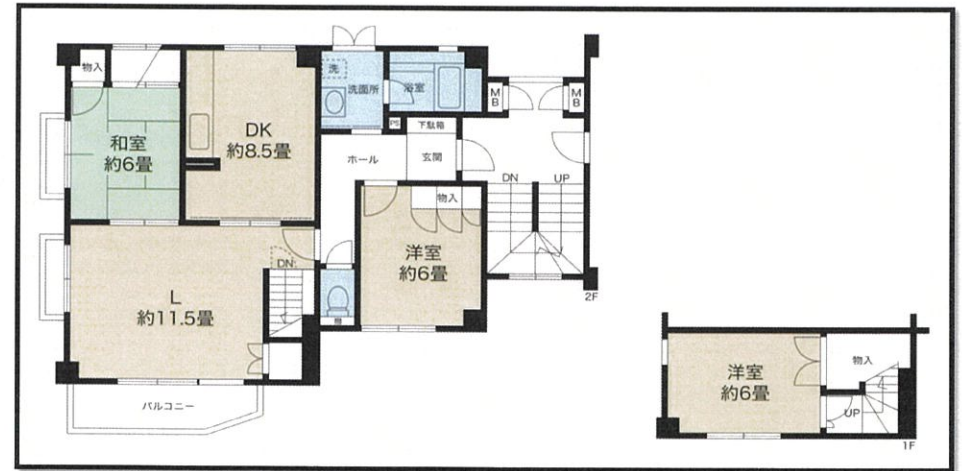 物入
和室
約6畳
DK
約8.5畳
洗
洗面所
浴室
PS
下駄箱
玄関
ホール
MB
MB
DN
UP
物入
洋室
約6畳
L
約11.5畳
DN
バルコニー
2F
洋室
約6畳
物入
UP
1F